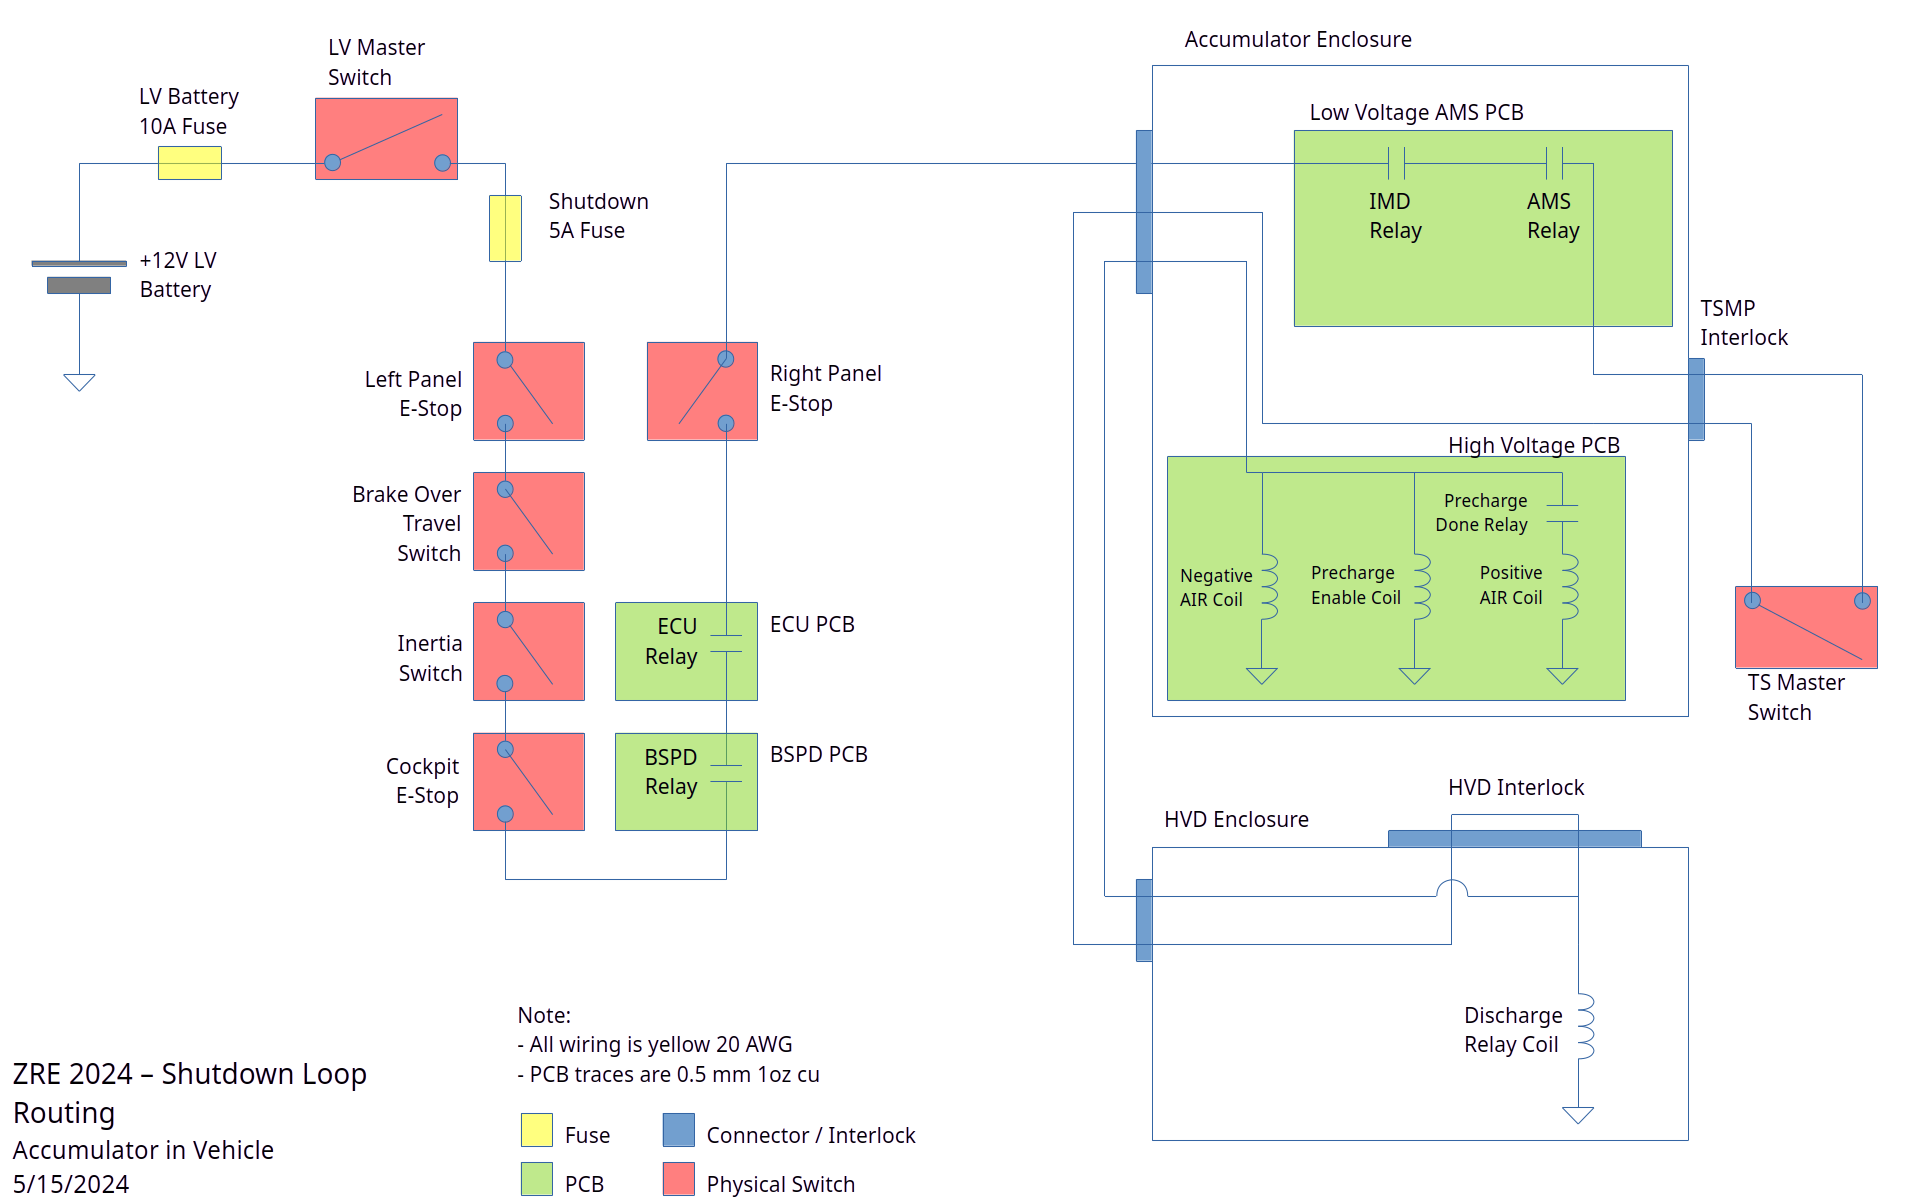 LV Master
Switch
LV Battery
10A Fuse
+12V LV
Battery
Shutdown
5A Fuse
Left Panel
E-Stop
Brake Over
Travel
Switch
Inertia
Switch
Cockpit
E-Stop
Right Panel
E-Stop
ECU
Relay
ECU PCB
BSPD
Relay
BSPD PCB
Accumulator Enclosure
Low Voltage AMS PCB
IMD
Relay
AMS
Relay
TSMP
Interlock
High Voltage PCB
Precharge
Done Relay
Negative
AIR Coil
Precharge
Enable Coil
Positive
AIR Coil
TS Master
Switch
HVD Interlock
HVD Enclosure
Discharge
Relay Coil
Note:
- All wiring is yellow 20 AWG
- PCB traces are 0.5 mm 1oz cu
Fuse
Connector / Interlock
PCB
Physical Switch
ZRE 2024 – Shutdown Loop
Routing
Accumulator in Vehicle
5/15/2024